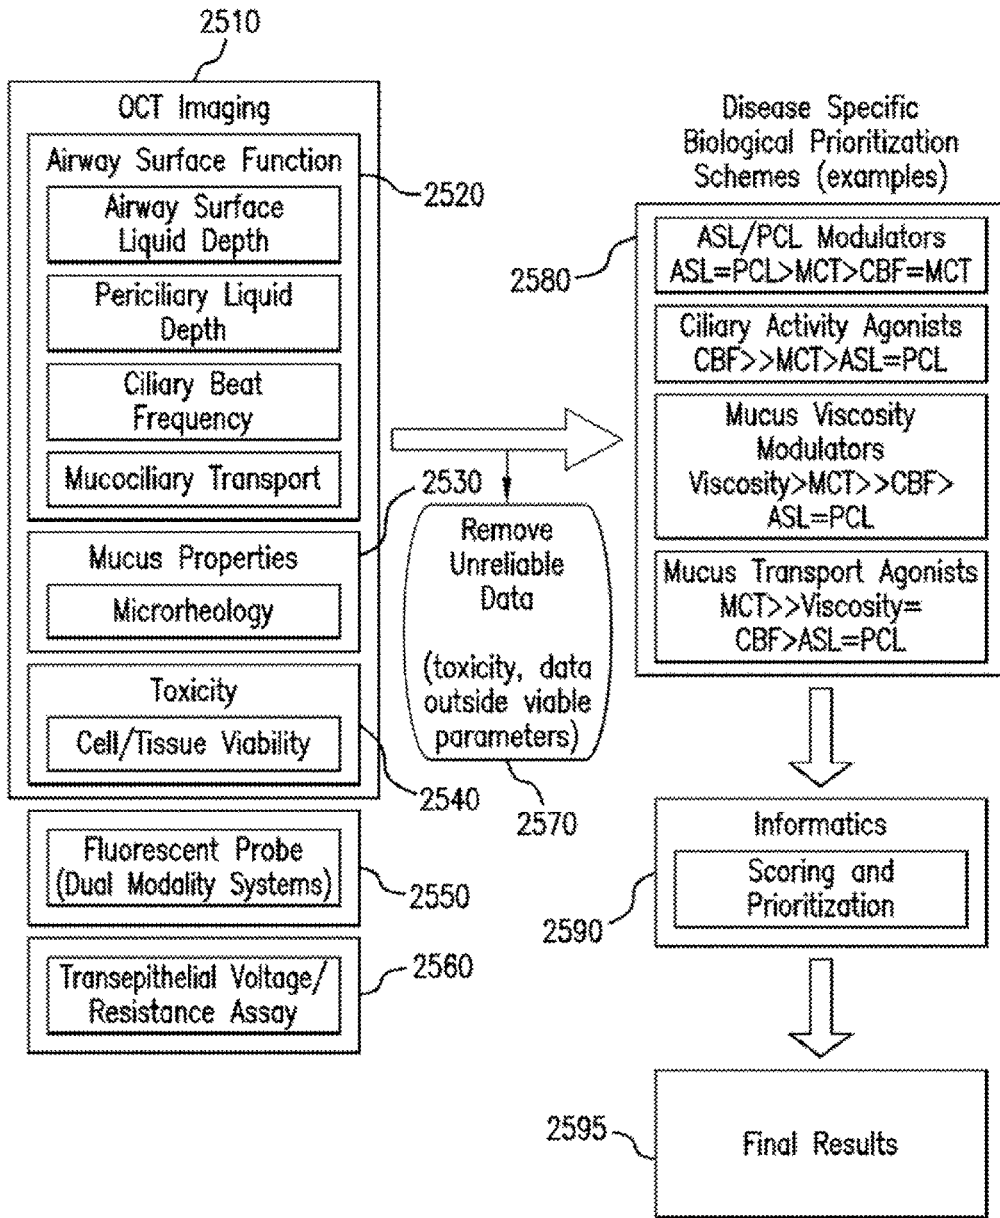 2510
OCT Imaging
Airway Surface Function
2520
Airway Surface
Liquid Depth
Periciliary Liquid
Depth
Ciliary Beat
Frequency
Mucociliary Transport
2530
Mucus Properties
Microrheology
Toxicity
Cell/Tissue Viability
2540
Fluorescent Probe
(Dual Modality Systems)
2550
Transepithelial Voltage/
Resistance Assay
2560
Remove
Unreliable
Data
(toxicity, data
outside viable
parameters)
2570
Disease Specific
Biological Prioritization
Schemes (examples)
2580
ASL/PCL Modulators
ASL=PCL>MCT>CBF=MCT
Ciliary Activity Agonists
CBF>>MCT>ASL=PCL
Mucus Viscosity
Modulators
Viscosity>MCT>>CBF>
ASL=PCL
Mucus Transport Agonists
MCT>>Viscosity=
CBF>ASL=PCL
Informatics
Scoring and
Prioritization
2590
Final Results
2595